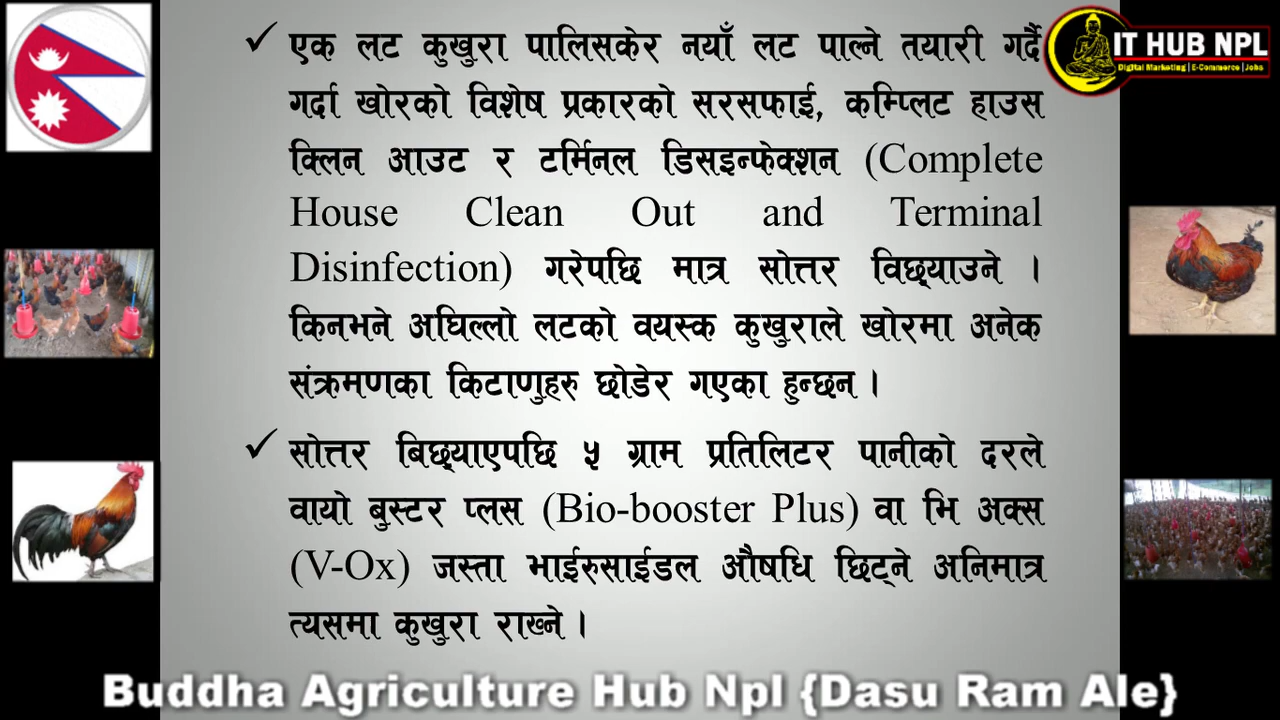 IT HUB NPL
Digital Marketing | E-Commerce | Jobs
✓ एक लट कुखुरा पालिसकेर नयाँ लट पाल्ने तयारी गर्दै
गर्दा खोरको विशेष प्रकारको सरसफाई, कम्प्लिट हाउस
क्लिन आउट र टर्मिनल डिसइन्फेक्शन (Complete
House Clean Out and Terminal
Disinfection) गरेपछि मात्र सोत्तर विछ्याउने ।
किनभने अघिल्लो लटको वयस्क कुखुराले खोरमा अनेक
संक्रमणका किटाणुहरु छोडेर गएका हुन्छन ।
✓ सोत्तर बिछ्याएपछि ५ ग्राम प्रतिलिटर पानीको दरले
वायो बुस्टर प्लस (Bio-booster Plus) वा भि अक्स
(V-Ox) जस्ता भाईरुसाईडल औषधि छिट्ने अनिमात्र
त्यसमा कुखुरा राख्ने ।
Buddha Agriculture Hub Npl {Dasu Ram Ale}